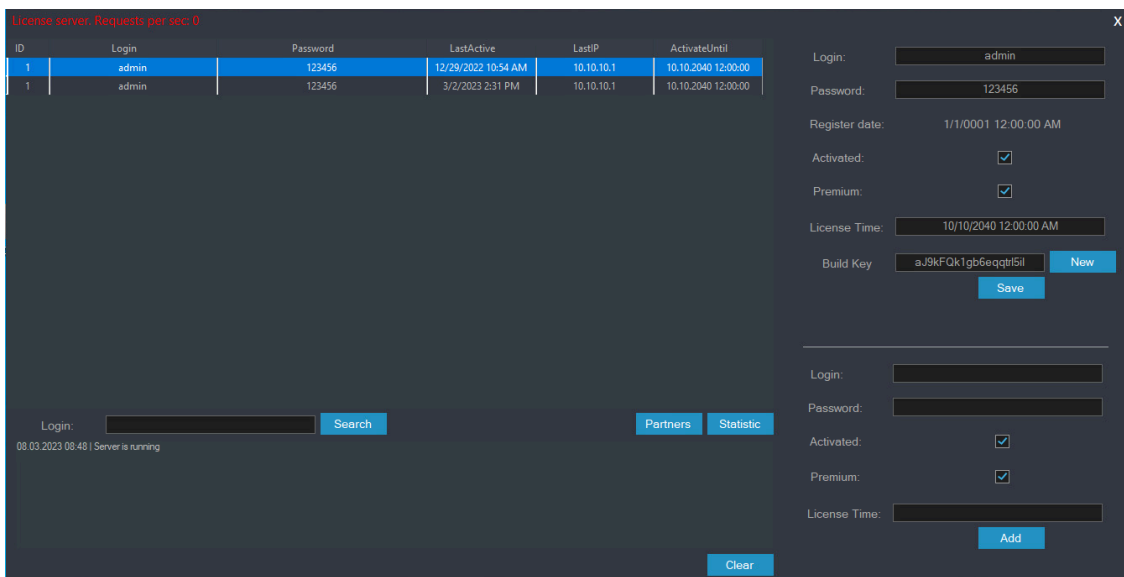 License server. Requests per sec: 0
X
ID Login Password LastActive LastIP ActivateUntil
1 admin 123456 12/29/2022 10:54 AM 10.10.10.1 10.10.2040 12:00:00
1 admin 123456 3/2/2023 2:31 PM 10.10.10.1 10.10.2040 12:00:00
Login: Search Partners Statistic
08.03.2023 08:48 | Server is running
Clear
Login: admin
Password: 123456
Register date: 1/1/0001 12:00:00 AM
Activated:
Premium:
License Time: 10/10/2040 12:00:00 AM
Build Key aJ9kFQk1gb6eqqtrl5il New
Save
Login:
Password:
Activated:
Premium:
License Time:
Add